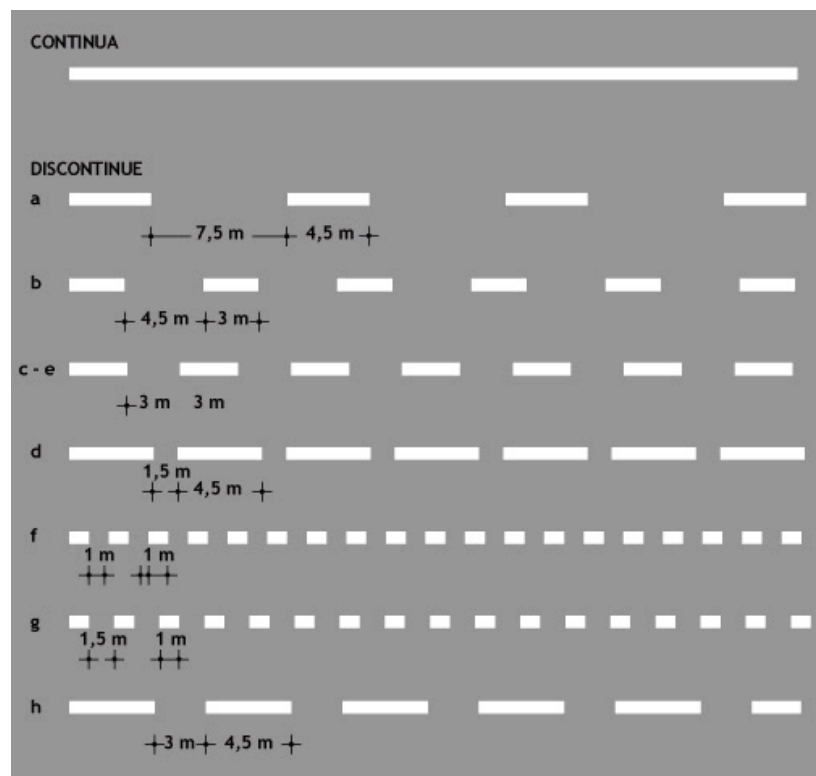 CONTINUA
DISCONTINUE
a
7,5 m 4,5 m
b
4,5 m 3 m
c - e
3 m 3 m
d
1,5 m
4,5 m
f
1 m 1 m
g
1,5 m 1 m
h
3 m 4,5 m